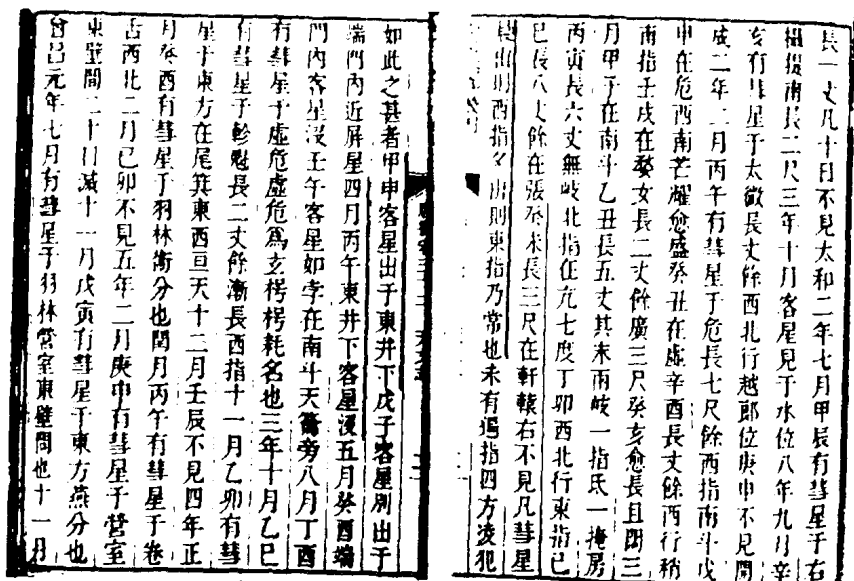 長一丈凡十日不見太和二年七月甲辰有彗星于右
攝提南長二尺三年十月客星見于水位八年九月辛
亥有彗星于太微長丈餘西北行越郎位庚申不見開
成二年二月丙午有彗星于危長七尺餘西指南斗戊
申在危西南芒耀愈盛癸丑在虛辛酉長丈餘西行稍
南指壬戌在婺女長二丈餘廣三尺癸亥愈長且闊三
月甲子在南斗乙丑長五丈其末兩岐一指氐一掩房
丙寅長六丈無岐北指在亢七度丁卯西北行東指己
巳長八丈餘在張癸未長三尺在軒轅右不見凡彗星
晨出則西指夕出則東指乃常也未有遍指四方凌犯
如此之甚者甲申客星出于東井下戊子客星別出于
端門內近屏星四月丙午東井下客星沒五月癸酉端
門內客星沒壬午客星如孛在南斗天籥旁八月丁酉
有彗星于虛危虛危為玄枵枵耗名也三年十月乙巳
有彗星于軫魁長二丈餘漸長西指十一月乙卯有彗
星于東方在尾箕東西亘天十二月壬辰不見四年正
月癸酉有彗星于羽林衛分也閏月丙午有彗星于卷
舌西北二月己卯不見五年二月庚申有彗星于營室
東壁間二十日滅十一月戊寅有彗星于東方燕分也
會昌元年七月有彗星于羽林營室東壁間也十一月